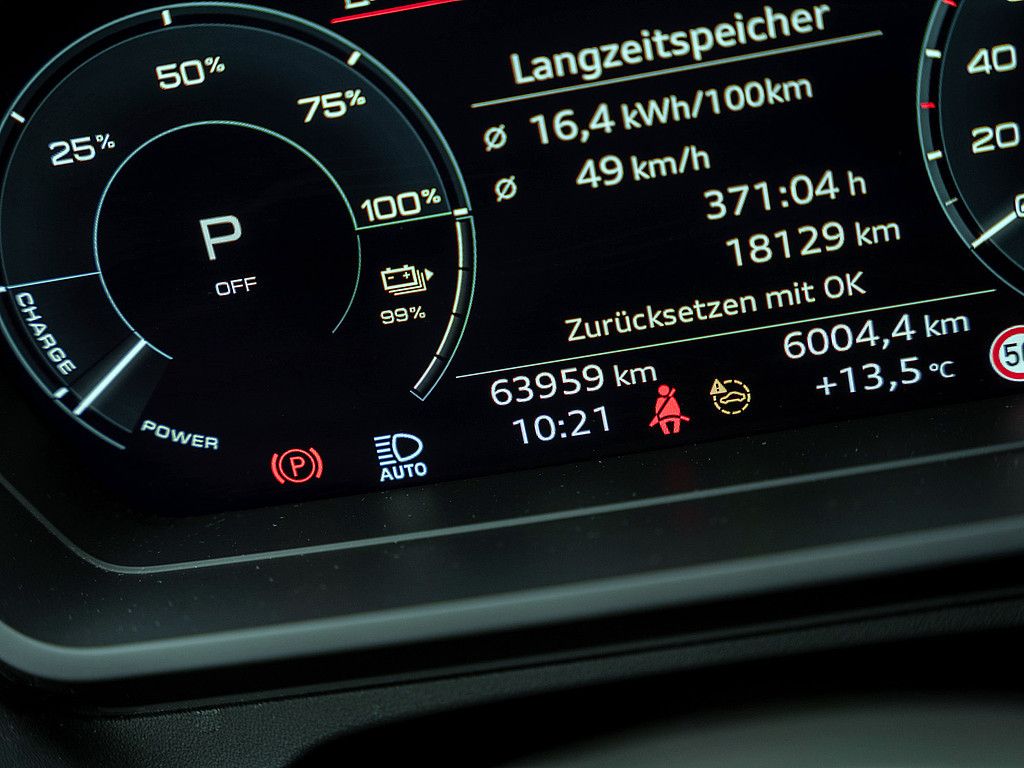 50%
75%
25%
100%
P
OFF
99%
CHARGE
POWER
Langzeitspeicher
ø 16,4 kWh/100km
ø 49 km/h
371:04 h
18129 km
Zurücksetzen mit OK
63959 km
6004,4 km
10:21
+13,5 °C
P
AUTO
40
20